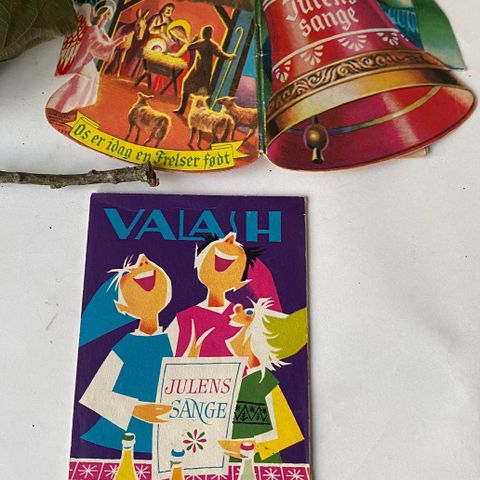 Julens
sange
Os er idag en Frelser født
VALASH
JULENS
SANGE